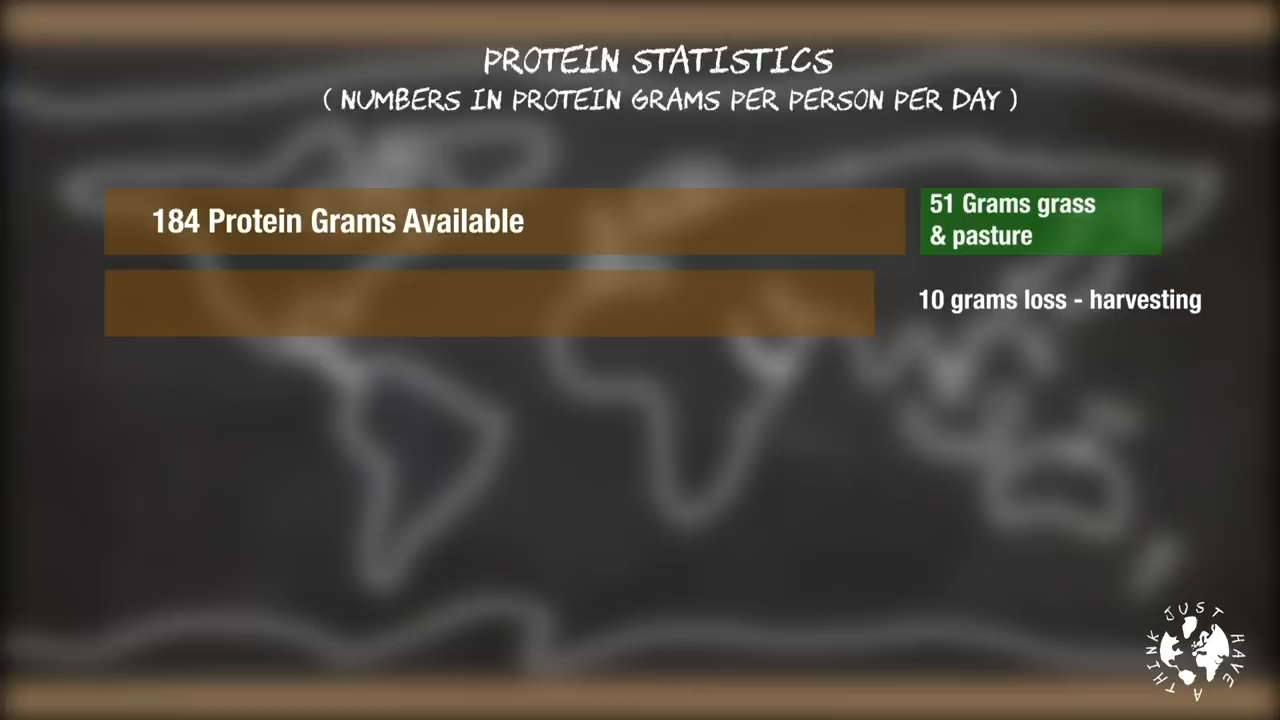 PROTEIN STATISTICS
( NUMBERS IN PROTEIN GRAMS PER PERSON PER DAY )
184 Protein Grams Available
51 Grams grass
& pasture
10 grams loss - harvesting
JUST HAVE A THINK